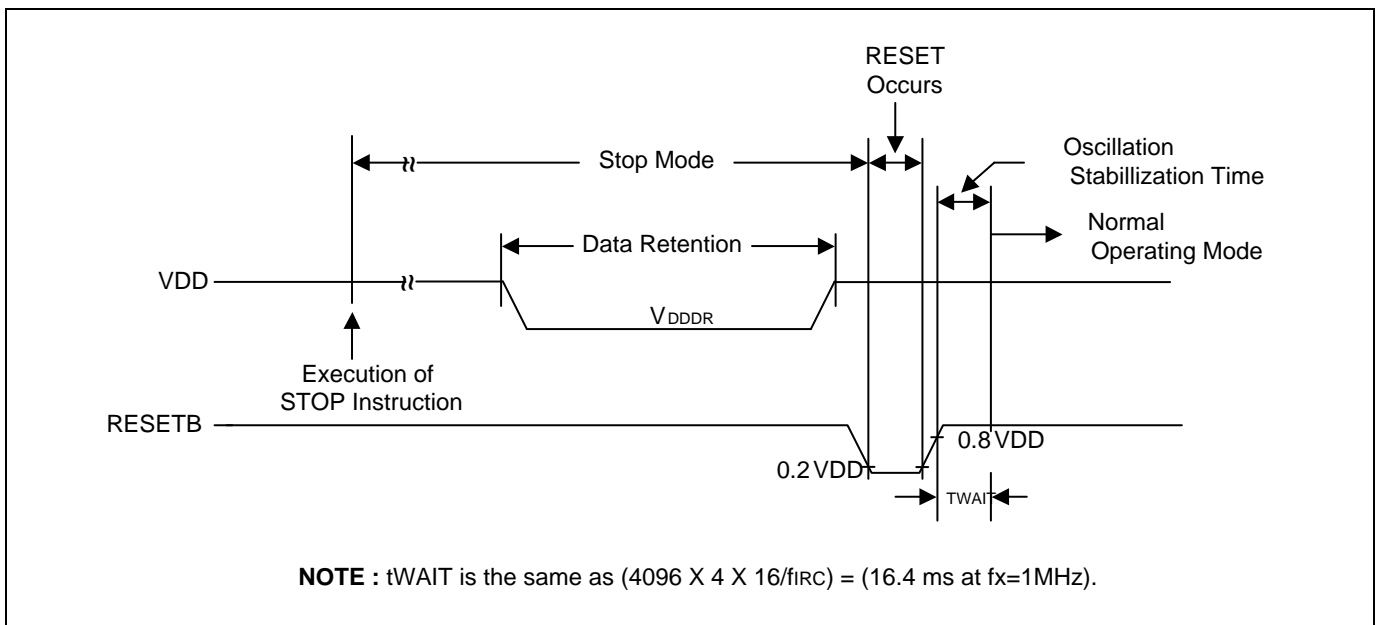 RESET
Occurs
Oscillation
Stabillization Time
Stop Mode
Normal
Operating Mode
Data Retention
VDD
VDDDR
Execution of
STOP Instruction
RESETB
0.8 VDD
0.2 VDD
TWAIT
NOTE : tWAIT is the same as (4096 X 4 X 16/fIRC) = (16.4 ms at fx=1MHz).